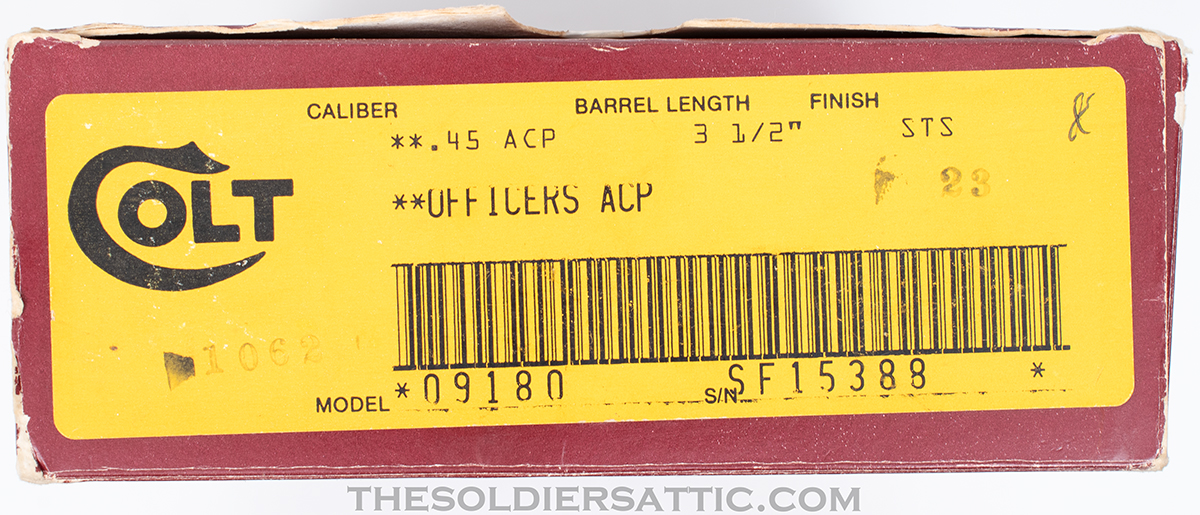 CALIBER BARREL LENGTH FINISH
**.45 ACP 3 1/2" STS
COLT
**OFFICERS ACP 23
1062
MODEL *09180 S/N SF15388 *
THESOLDIERSATTIC.COM